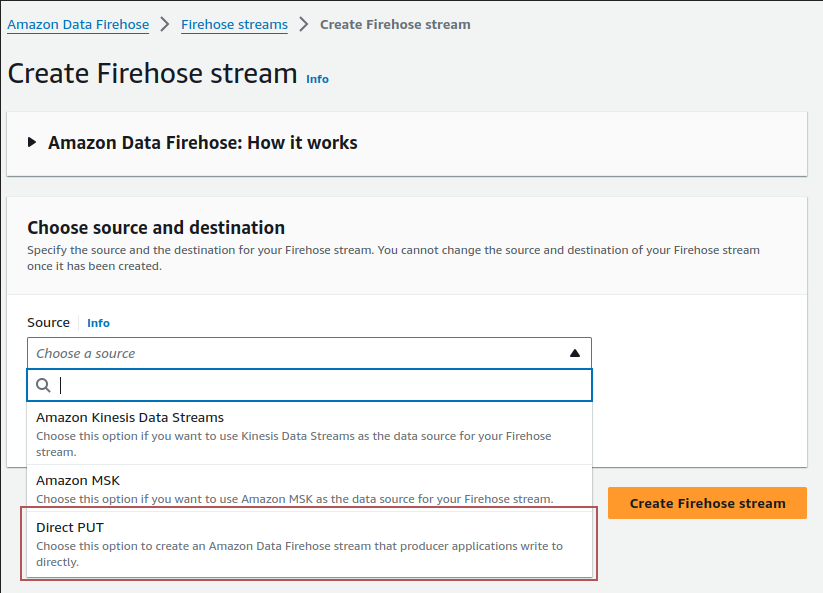 Amazon Data Firehose > Firehose streams > Create Firehose stream
Create Firehose stream Info
Amazon Data Firehose: How it works
Choose source and destination
Specify the source and the destination for your Firehose stream. You cannot change the source and destination of your Firehose stream
once it has been created.
Source Info
Choose a source
Amazon Kinesis Data Streams
Choose this option if you want to use Kinesis Data Streams as the data source for your Firehose
stream.
Amazon MSK
Choose this option if you want to use Amazon MSK as the data source for your Firehose stream.
Create Firehose stream
Direct PUT
Choose this option to create an Amazon Data Firehose stream that producer applications write to
directly.